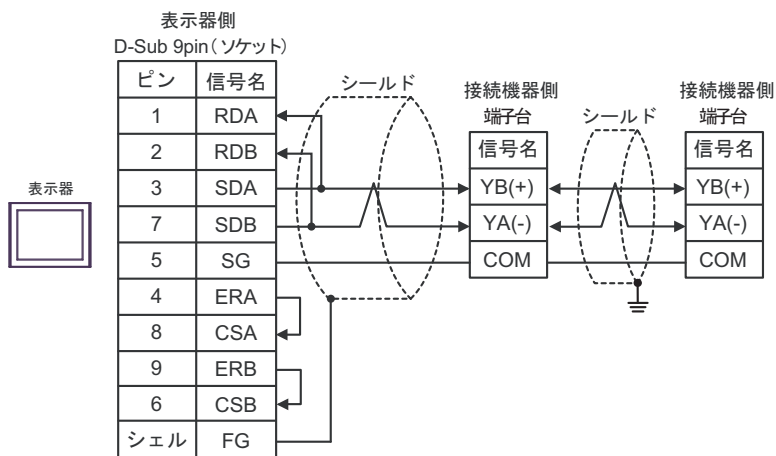 表示器側
D-Sub 9pin(ソケット)
ピン 信号名
1 RDA
2 RDB
3 SDA
7 SDB
5 SG
4 ERA
8 CSA
9 ERB
6 CSB
シェル FG
表示器
シールド
接続機器側
端子台
信号名
YB(+)
YA(-)
COM
シールド
接続機器側
端子台
信号名
YB(+)
YA(-)
COM